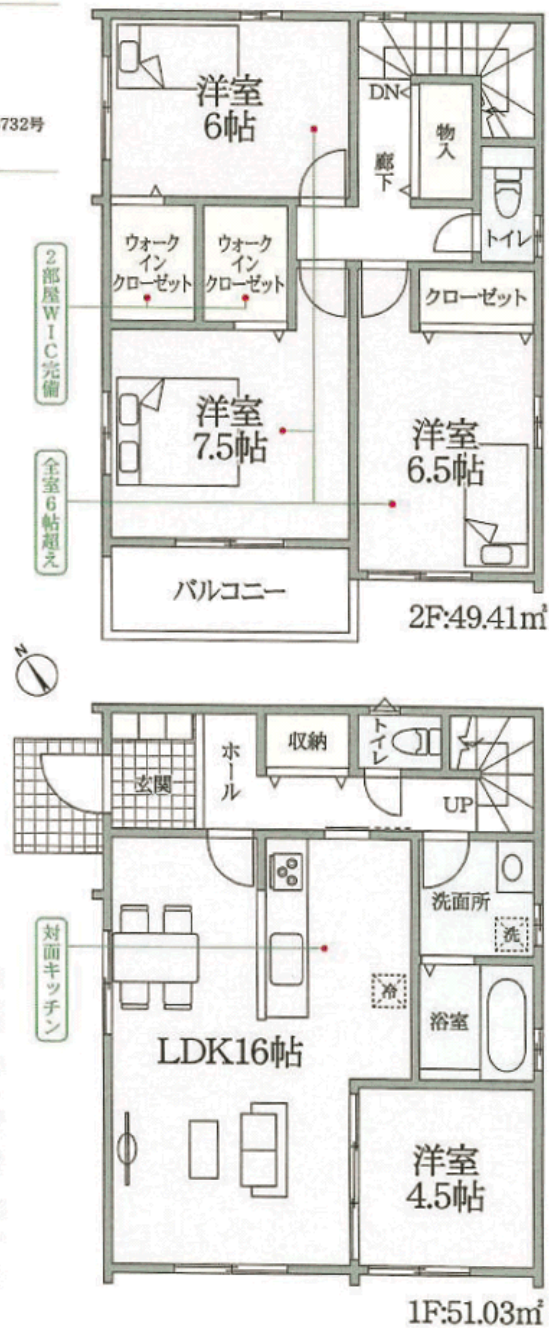 732号
洋室
6帖
DN
物入
廊下
トイレ
ウォーク
イン
クローゼット
ウォーク
イン
クローゼット
クローゼット
2部屋WIC完備
洋室
7.5帖
洋室
6.5帖
全室6帖超え
バルコニー
2F:49.41㎡
N
玄関
ホール
収納
トイレ
UP
洗面所
洗
対面キッチン
冷
浴室
LDK16帖
洋室
4.5帖
1F:51.03㎡